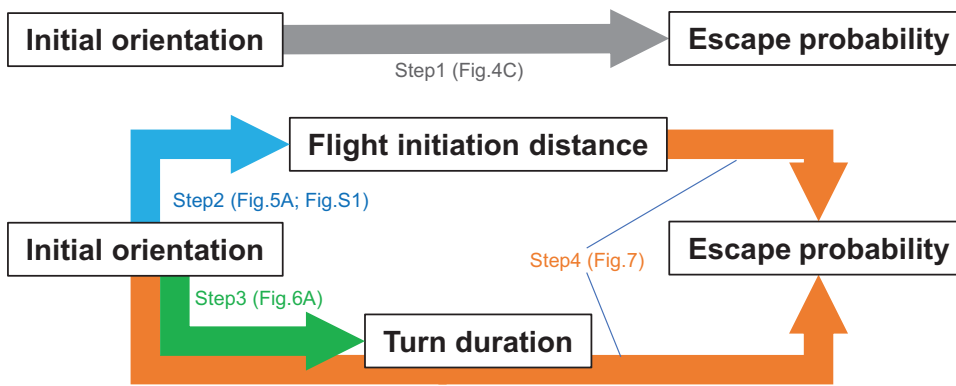 Initial orientation
Escape probability
Step1 (Fig.4C)
Flight initiation distance
Step2 (Fig.5A; Fig.S1)
Initial orientation
Step4 (Fig.7)
Escape probability
Step3 (Fig.6A)
Turn duration